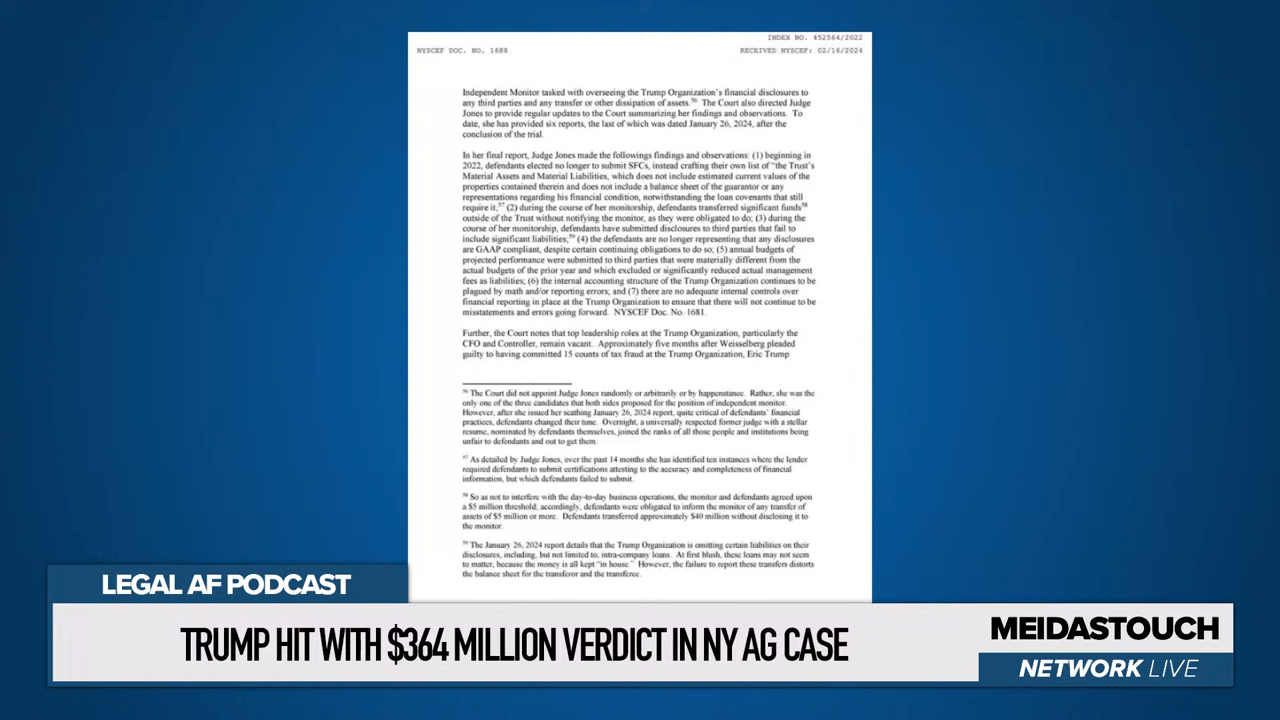 INDEX NO. 452564/2022
NYSCEF DOC. NO. 1688
RECEIVED NYSCEF: 02/16/2024
Independent Monitor tasked with overseeing the Trump Organization's financial disclosures to
any third parties and any transfer or other dissipation of assets.56 The Court also directed Judge
Jones to provide regular updates to the Court summarizing her findings and observations. To
date, she has provided six reports, the last of which was dated January 26, 2024, after the
conclusion of the trial.
In her final report, Judge Jones made the followings findings and observations: (1) beginning in
2022, defendants elected no longer to submit SFCs, instead crafting their own list of "the Trust's
Material Assets and Material Liabilities, which does not include estimated current values of the
properties contained therein and does not include a balance sheet of the guarantor or any
representations regarding his financial condition, notwithstanding the loan covenants that still
require it;57 (2) during the course of her monitorship, defendants transferred significant funds58
outside of the Trust without notifying the monitor, as they were obligated to do; (3) during the
course of her monitorship, defendants have submitted disclosures to third parties that fail to
include significant liabilities;59 (4) the defendants are no longer representing that any disclosures
are GAAP compliant, despite certain continuing obligations to do so; (5) annual budgets of
projected performance were submitted to third parties that were materially different from the
actual budgets of the prior year and which excluded or significantly reduced actual management
fees as liabilities; (6) the internal accounting structure of the Trump Organization continues to be
plagued by math and/or reporting errors; and (7) there are no adequate internal controls over
financial reporting in place at the Trump Organization to ensure that there will not continue to be
misstatements and errors going forward. NYSCEF Doc. No. 1681.
Further, the Court notes that top leadership roles at the Trump Organization, particularly the
CFO and Controller, remain vacant. Approximately five months after Weisselberg pleaded
guilty to having committed 15 counts of tax fraud at the Trump Organization, Eric Trump
56 The Court did not appoint Judge Jones randomly or arbitrarily or by happenstance. Rather, she was the
only one of the three candidates that both sides proposed for the position of independent monitor.
However, after she issued her scathing January 26, 2024 report, quite critical of defendants' financial
practices, defendants changed their tune. Overnight, a universally respected former judge with a stellar
resume, nominated by defendants themselves, joined the ranks of all those people and institutions being
unfair to defendants and out to get them.
57 As detailed by Judge Jones, over the past 14 months she has identified ten instances where the lender
required defendants to submit certifications attesting to the accuracy and completeness of financial
information, but which defendants failed to submit.
58 So as not to interfere with the day-to-day business operations, the monitor and defendants agreed upon
a $5 million threshold; accordingly, defendants were obligated to inform the monitor of any transfer of
assets of $5 million or more. Defendants transferred approximately $40 million without disclosing it to
the monitor.
59 The January 26, 2024 report details that the Trump Organization is omitting certain liabilities on their
disclosures, including, but not limited to, intra-company loans. At first blush, these loans may not seem
to matter, because the money is all kept "in house." However, the failure to report these transfers distorts
the balance sheet for the transferor and the transferee.
LEGAL AF PODCAST
TRUMP HIT WITH $364 MILLION VERDICT IN NY AG CASE
MEIDASTOUCH
NETWORK LIVE